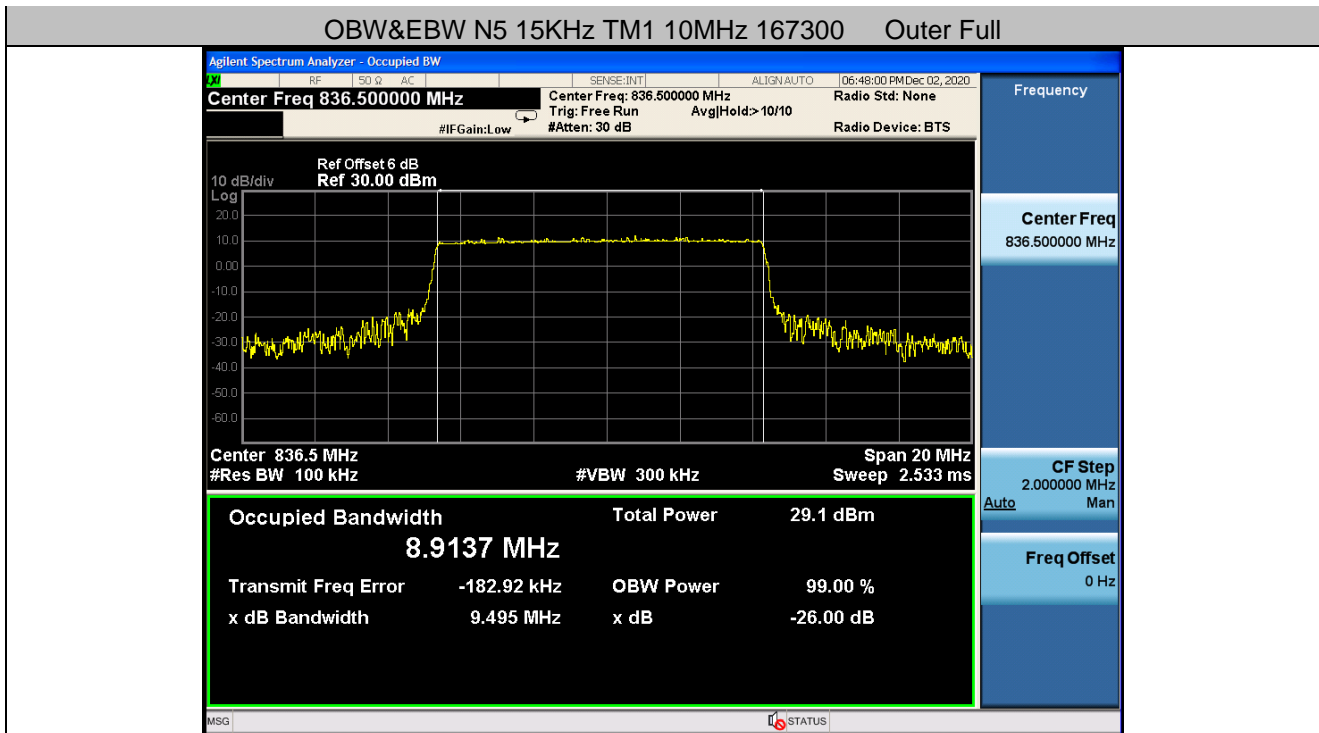 OBW&EBW N5 15KHz TM1 10MHz 167300 Outer Full
Agilent Spectrum Analyzer - Occupied BW
LXI RF 50 Ω AC SENSE:INT ALIGN AUTO 06:48:00 PM Dec 02, 2020
Center Freq 836.500000 MHz
Center Freq: 836.500000 MHz
Radio Std: None
Trig: Free Run Avg|Hold:> 10/10
#IFGain:Low #Atten: 30 dB Radio Device: BTS
Ref Offset 6 dB
10 dB/div Ref 30.00 dBm
Log
20.0
10.0
0.00
-10.0
-20.0
-30.0
-40.0
-50.0
-60.0
Center 836.5 MHz Span 20 MHz
#Res BW 100 kHz #VBW 300 kHz Sweep 2.533 ms
Occupied Bandwidth Total Power 29.1 dBm
8.9137 MHz
Transmit Freq Error -182.92 kHz OBW Power 99.00 %
x dB Bandwidth 9.495 MHz x dB -26.00 dB
Frequency
Center Freq
836.500000 MHz
CF Step
2.000000 MHz
Auto Man
Freq Offset
0 Hz
MSG STATUS